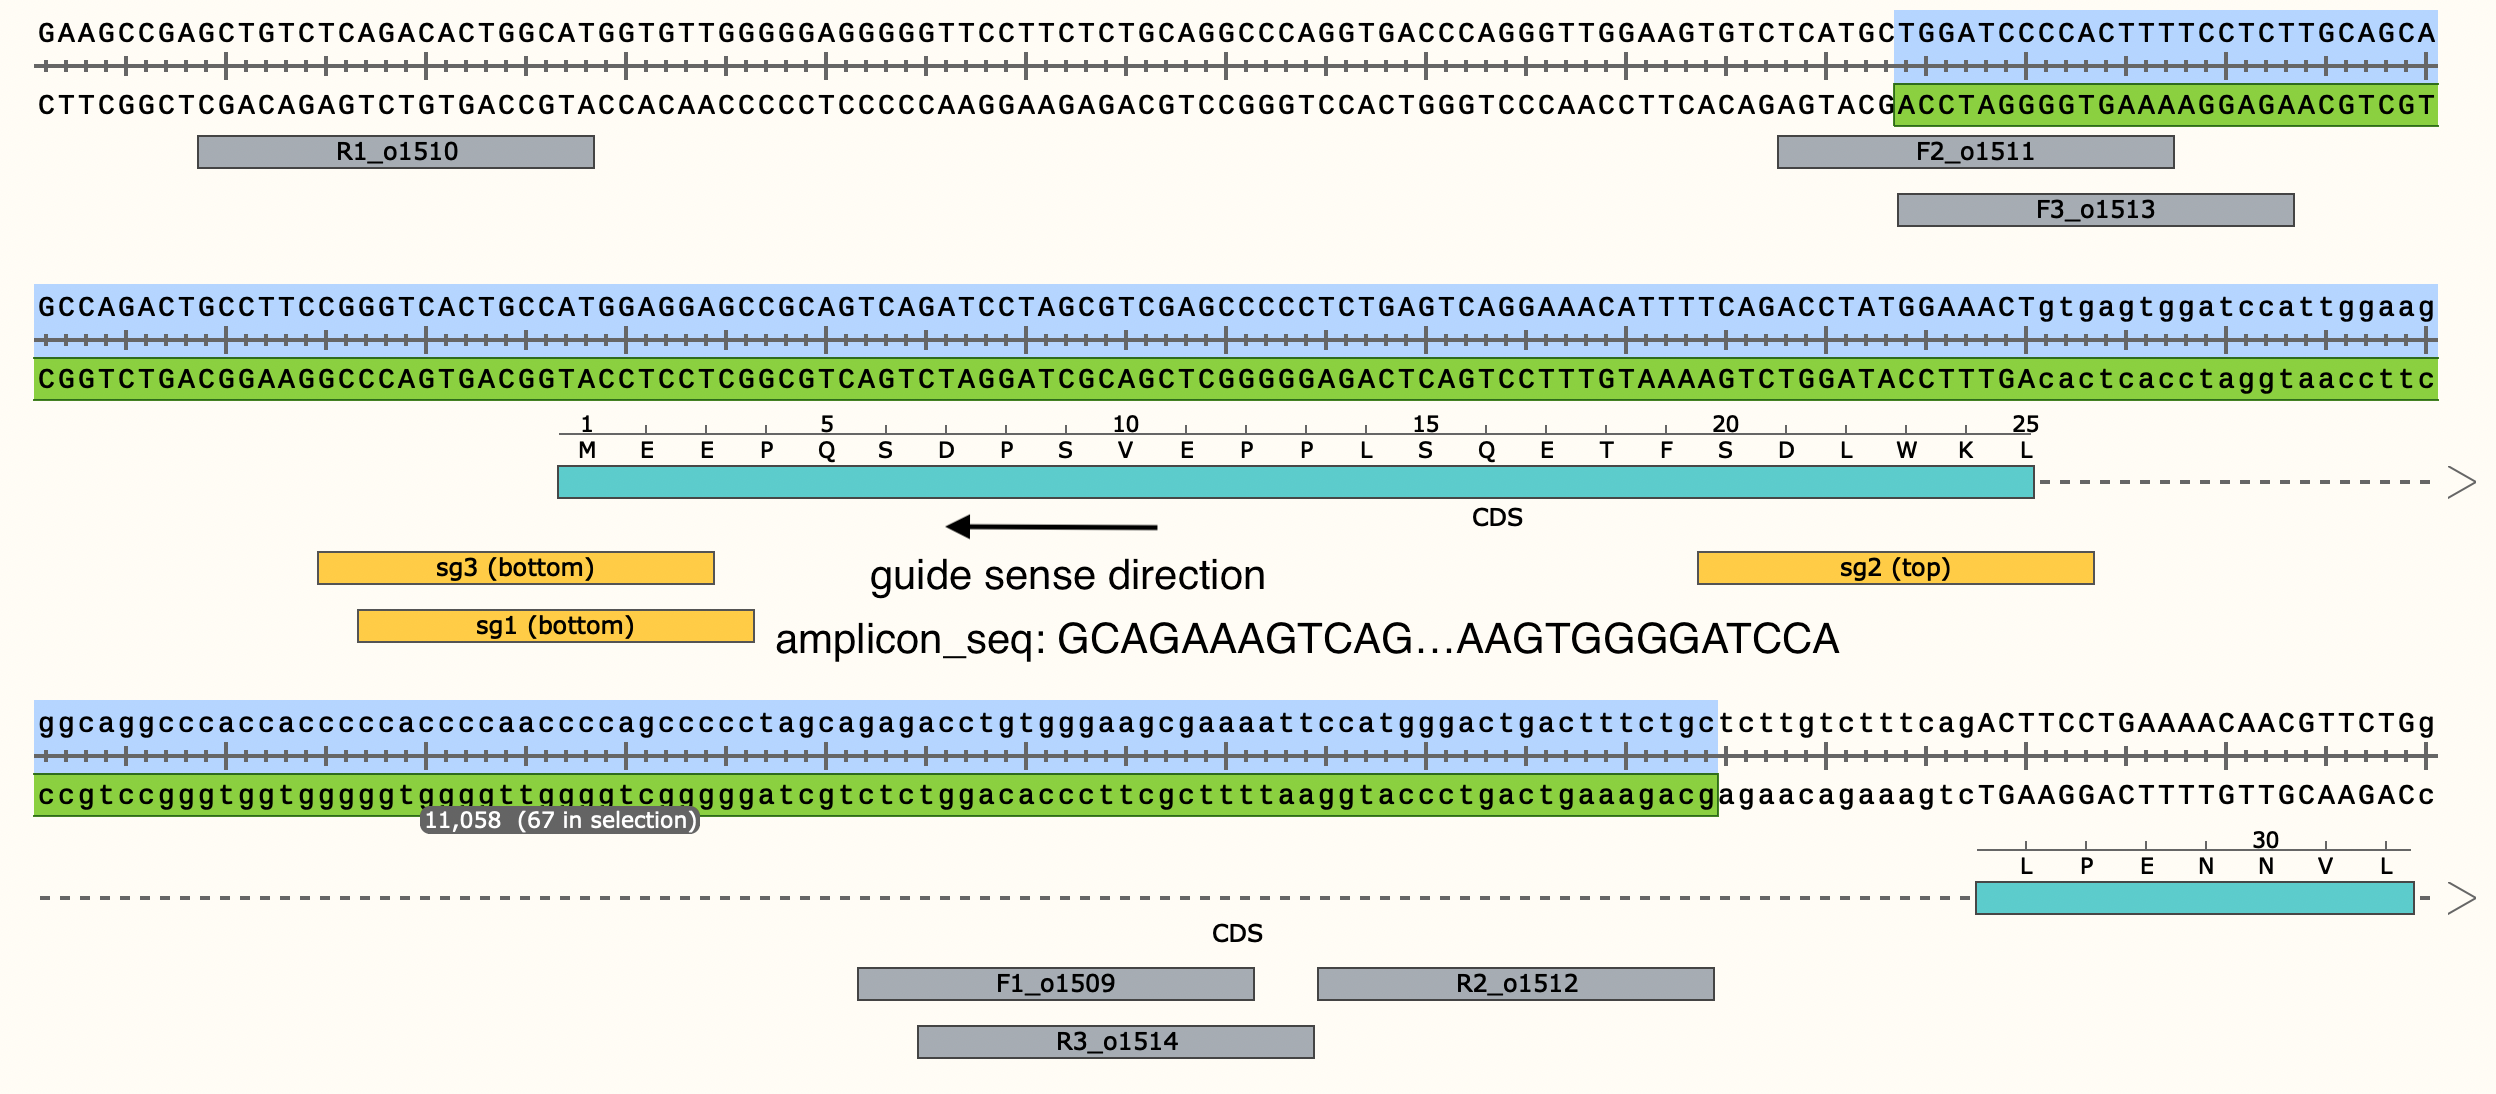 GAAGCCGAGCTGTCTCAGACACTGGCATGGTGTTGGGGGAGGGGGTTCCTTCTCTGCAGGCCCAGGTGACCCAGGGTTGGAAGTGTCTCATGCTGGATCCCCACTTTTCCTCTTGCAGCA
CTTCGGCTCGACAGAGTCTGTGACCGTACCACAACCCCCTCCCCCAAGGAAGAGACGTCCGGGTCCACTGGGTCCCAACCTTCACAGAGTACGACCTAGGGGTGAAAAGGAGAACGTCGT
R1_o1510 F2_o1511
F3_o1513
GCCAGACTGCCTTCCGGGTCACTGCCATGGAGGAGCCGCAGTCAGATCCTAGCGTCGAGCCCCCTCTGAGTCAGGAAACATTTTCAGACCTATGGAAACTgtgagtggatccattggaag
CGGTCTGACGGAAGGCCCAGTGACGGTACCTCCTCGGCGTCAGTCTAGGATCGCAGCTCGGGGGAGACTCAGTCCTTTGTAAAAGTCTGGATACCTTTGAcactcacctaggtaaccttc
1 5 10 15 20 25
M E E P Q S D P S V E P P L S Q E T F S D L W K L
CDS
sg3 (bottom) guide sense direction sg2 (top)
sg1 (bottom) amplicon_seq: GCAGAAAGTCAG...AAGTGGGGATCCA
ggcaggcccaccacccccaccccaaccccagccccctagcagagacctgtgggaagcgaaaattccatgggactgactttctgctcttgtctttcagACTTCCTGAAAACAACGTTCTGg
ccgtccgggtggtgggggtggggttggggtcgggggatcgtctctggacacccttcgcttttaaggtaccctgactgaaagacgagaacagaaagtcTGAAGGACTTTTGTTGCAAGACc
11,058 (67 in selection)
30
L P E N N V L
CDS
F1_o1509 R2_o1512
R3_o1514